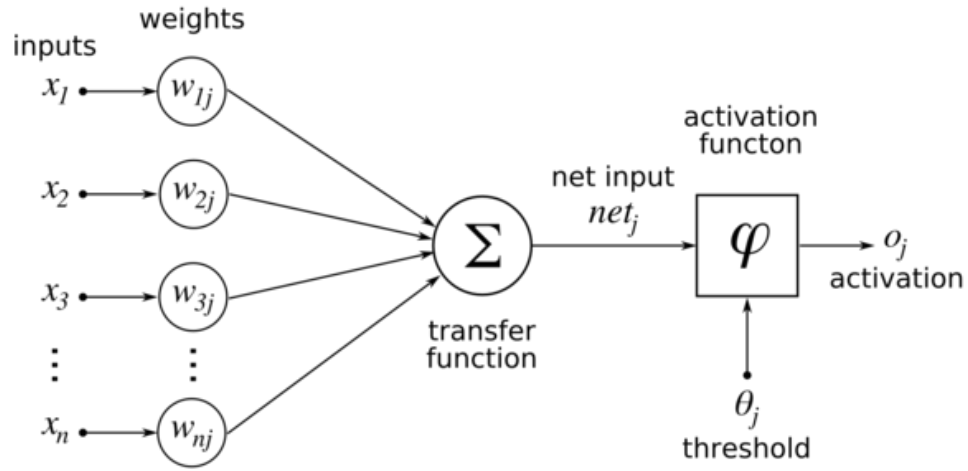 weights
inputs
x1
w1j
x2
w2j
x3
w3j
⋮ ⋮
xn
wnj
Σ
transfer
function
net input
netj
activation
functon
φ
oj
activation
θj
threshold